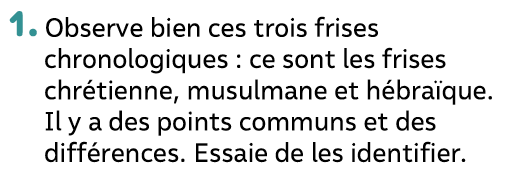 1. Observe bien ces trois frises
chronologiques : ce sont les frises
chrétienne, musulmane et hébraïque.
Il y a des points communs et des
différences. Essaie de les identifier.